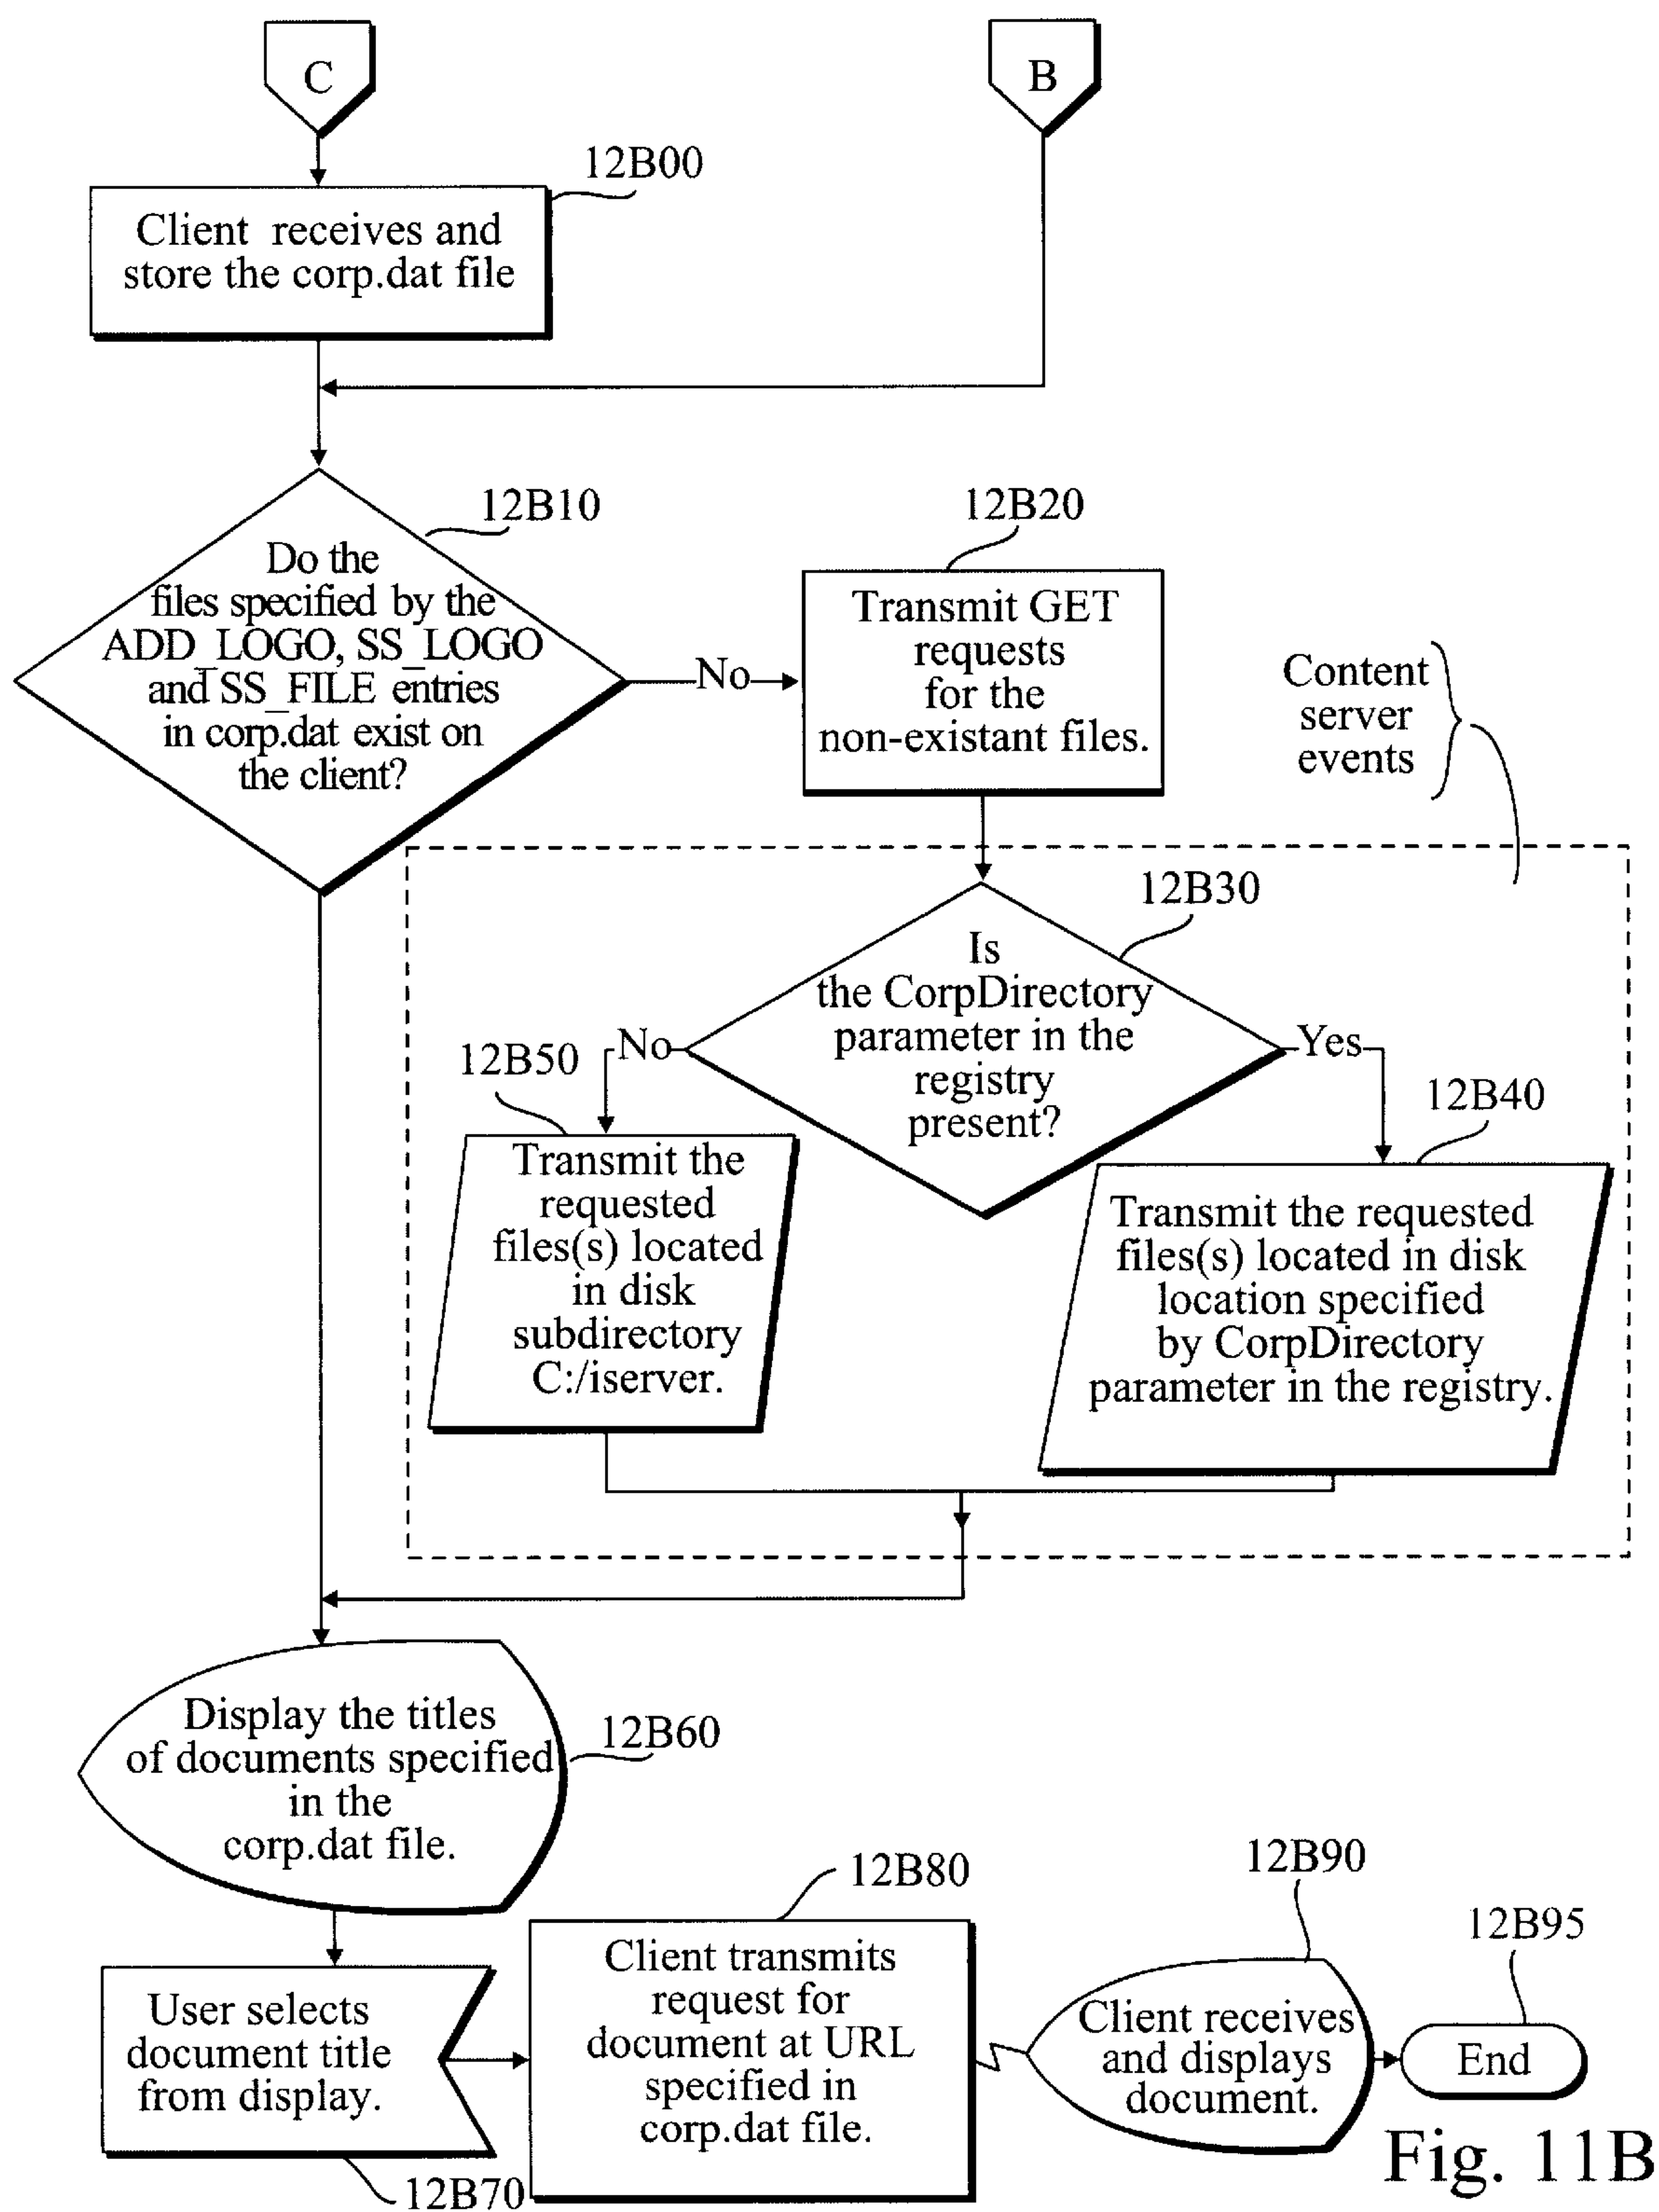 C
B
12B00
Client receives and
store the corp.dat file
12B10
Do the
files specified by the
ADD_LOGO, SS_LOGO
and SS_FILE entries
in corp.dat exist on
the client?
No
12B20
Transmit GET
requests
for the
non-existant files.
Content
server
events
12B30
Is
the CorpDirectory
parameter in the
registry
present?
No
Yes
12B50
Transmit the
requested
files(s) located
in disk
subdirectory
C:/iserver.
12B40
Transmit the requested
files(s) located in disk
location specified
by CorpDirectory
parameter in the registry.
Display the titles
of documents specified
in the
corp.dat file.
12B60
User selects
document title
from display.
12B70
12B80
Client transmits
request for
document at URL
specified in
corp.dat file.
12B90
Client receives
and displays
document.
12B95
End
Fig. 11B